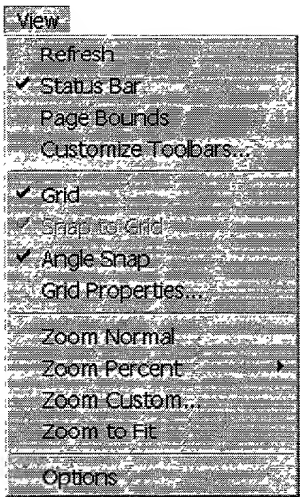 View
Refresh
Status Bar
Page Bounds
Customize Toolbars...
Grid
Snap to Grid
Angle Snap
Grid Properties...
Zoom Normal
Zoom Percent
Zoom Custom...
Zoom to Fit
Options